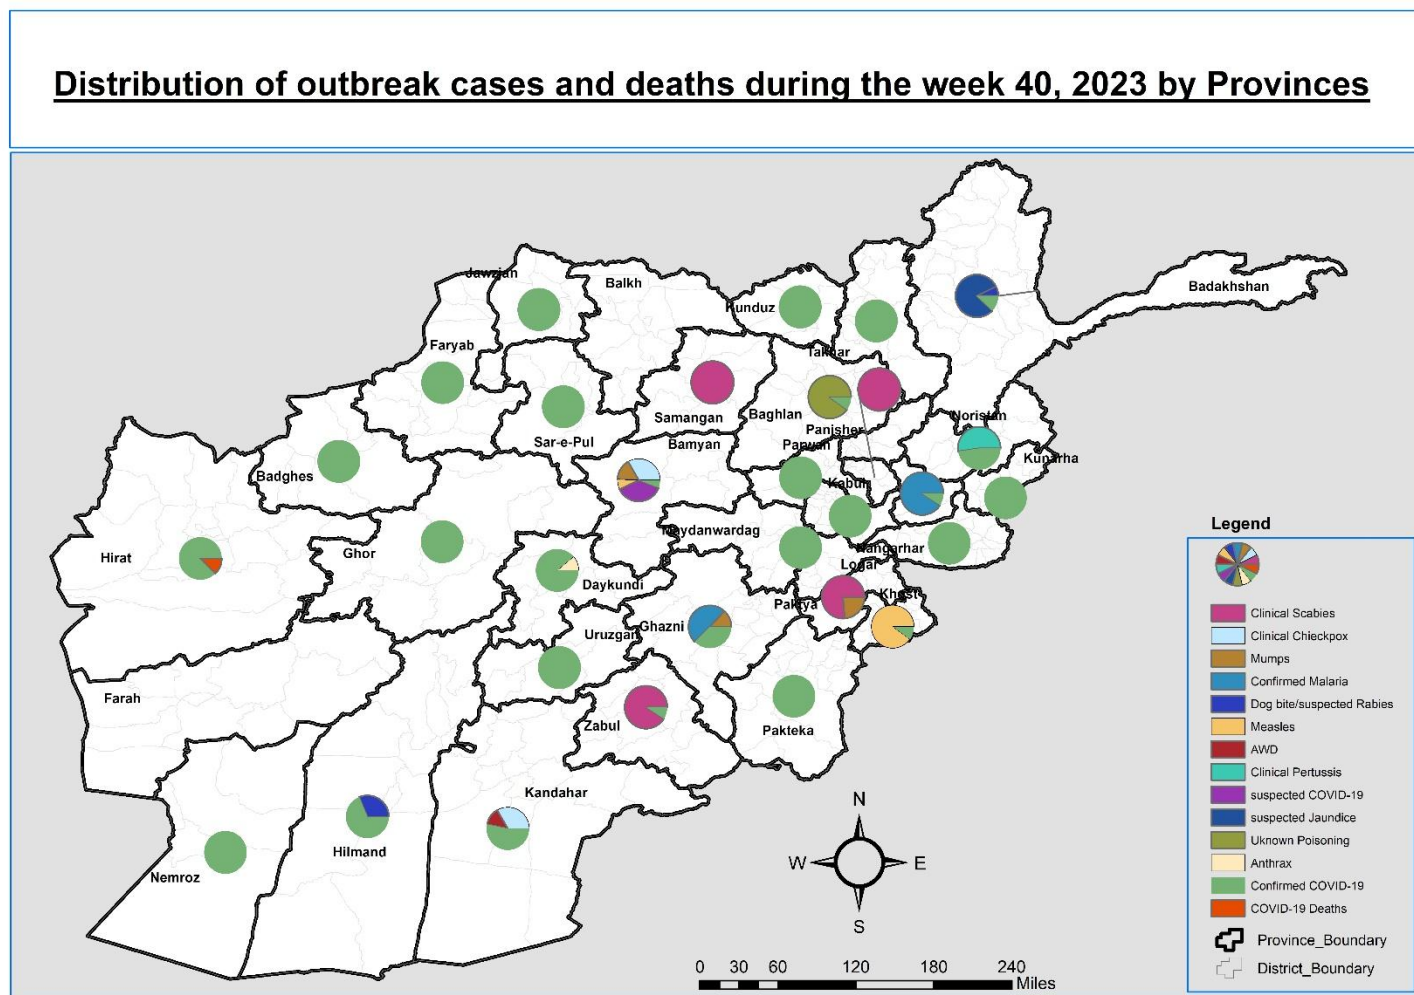 Distribution of outbreak cases and deaths during the week 40, 2023 by Provinces
Jawzjan
Balkh
Kunduz
Badakhshan
Faryab
Takhar
Samangan
Baghlan
Noristan
Sar-e-Pul
Panjsher
Bamyan
Parwan
Kunarha
Badghes
Kabul
Maydanwardag
Nangarhar
Hirat
Ghor
Logar
Daykundi
Khost
Paktya
Ghazni
Uruzgan
Farah
Zabul
Pakteka
Kandahar
Hilmand
Nemroz
N
W
E
S
0 30 60 120 180 240
Miles
Legend
Clinical Scabies
Clinical Chieckpox
Mumps
Confirmed Malaria
Dog bite/suspected Rabies
Measles
AWD
Clinical Pertussis
suspected COVID-19
suspected Jaundice
Uknown Poisoning
Anthrax
Confirmed COVID-19
COVID-19 Deaths
Province_Boundary
District_Boundary